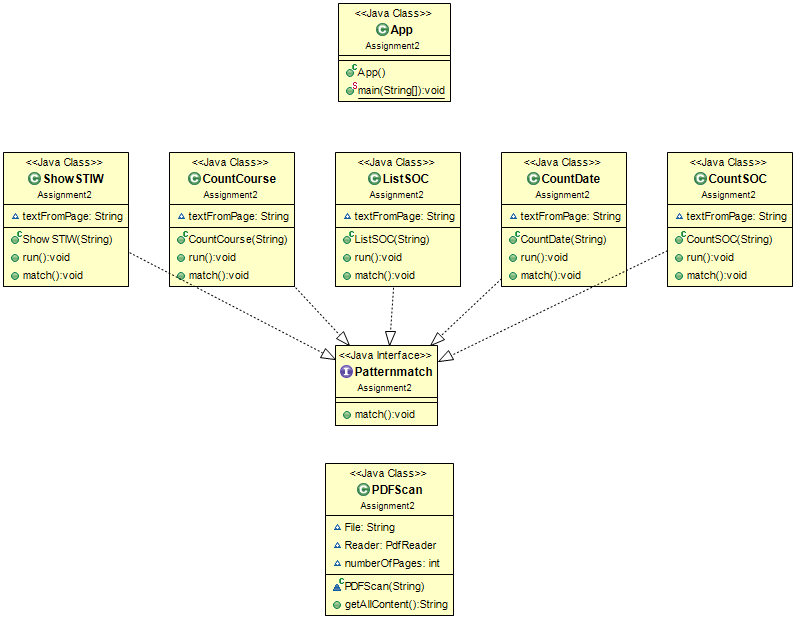 <<Java Class>>
App
Assignment2
App()
main(String[]):void
<<Java Class>>
ShowSTIW
Assignment2
textFromPage: String
ShowSTIW(String)
run():void
match():void
<<Java Class>>
CountCourse
Assignment2
textFromPage: String
CountCourse(String)
run():void
match():void
<<Java Class>>
ListSOC
Assignment2
textFromPage: String
ListSOC(String)
run():void
match():void
<<Java Class>>
CountDate
Assignment2
textFromPage: String
CountDate(String)
run():void
match():void
<<Java Class>>
CountSOC
Assignment2
textFromPage: String
CountSOC(String)
run():void
match():void
<<Java Interface>>
Patternmatch
Assignment2
match():void
<<Java Class>>
PDFScan
Assignment2
File: String
Reader: PdfReader
numberOfPages: int
PDFScan(String)
getAllContent():String